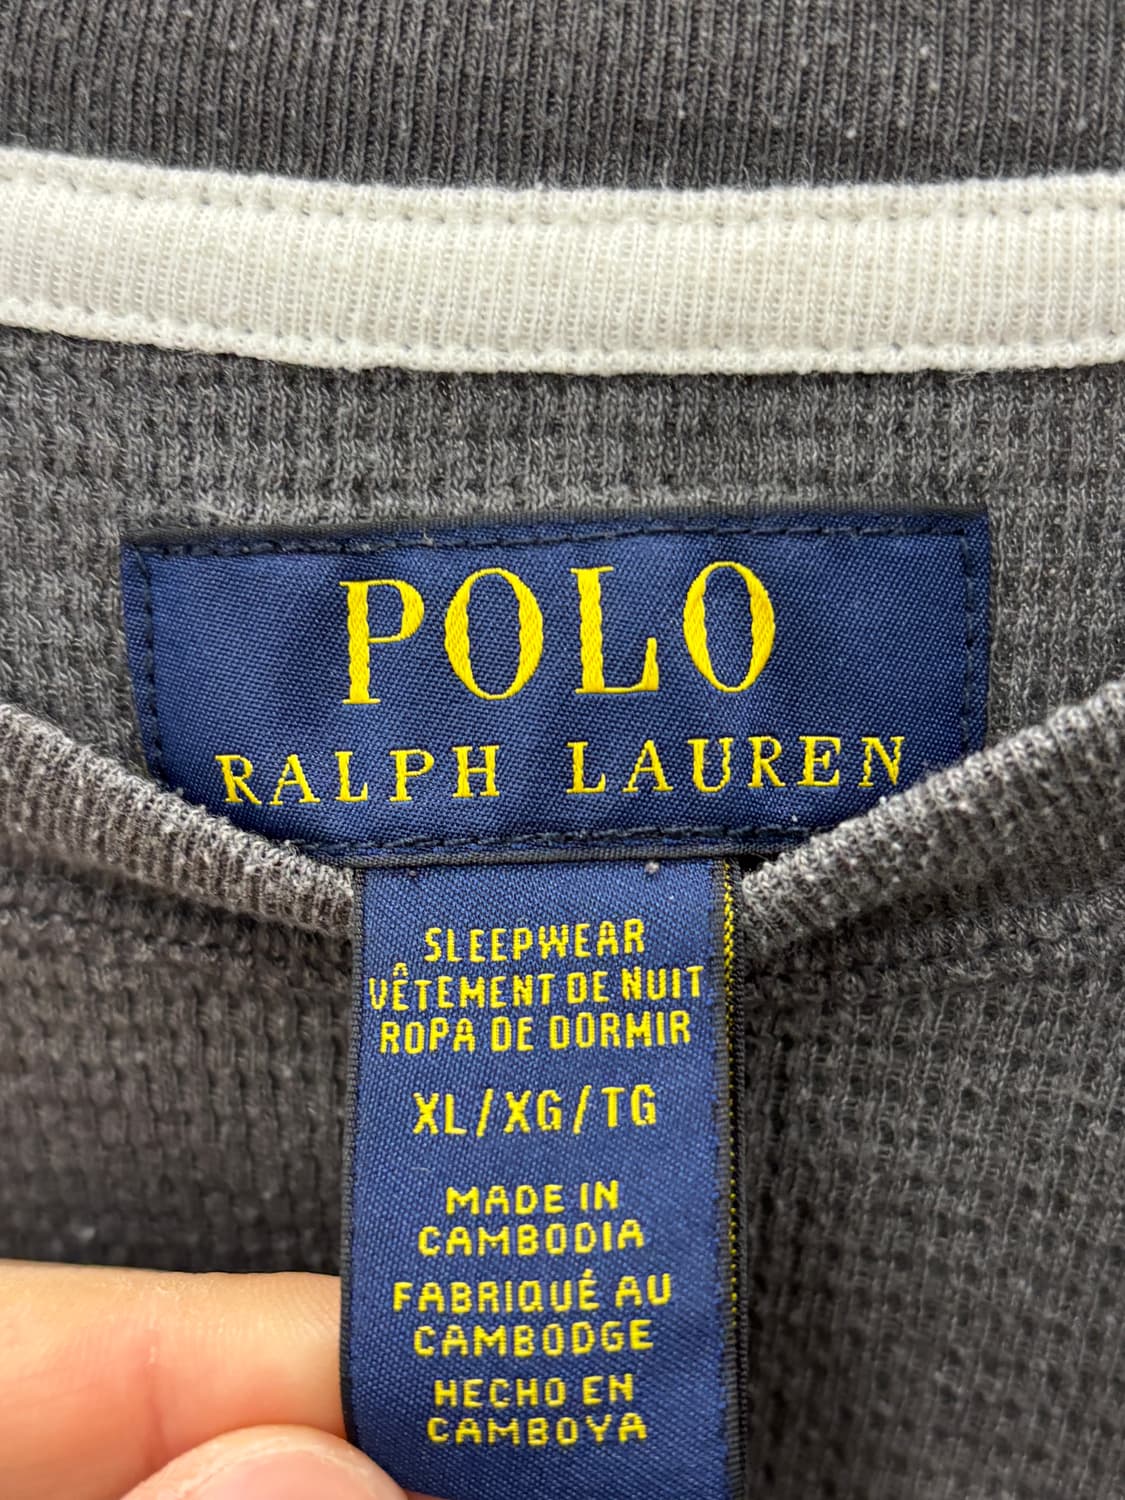 POLO
RALPH LAUREN
SLEEPWEAR
VÊTEMENT DE NUIT
ROPA DE DORMIR
XL/XG/TG
MADE IN
CAMBODIA
FABRIQUÉ AU
CAMBODGE
HECHO EN
CAMBOYA